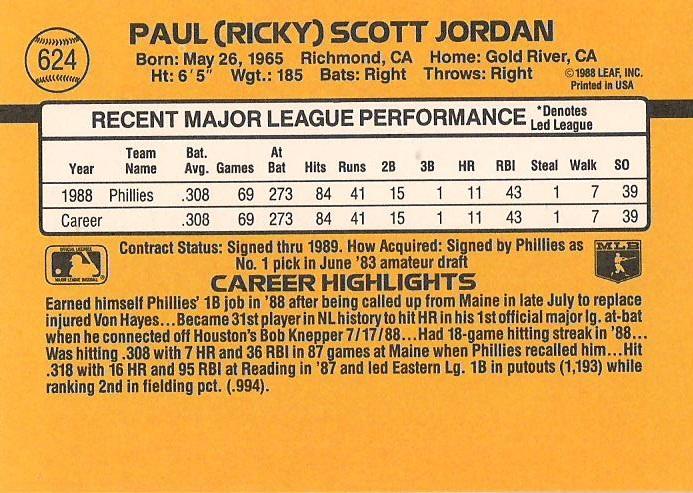 624
PAUL (RICKY) SCOTT JORDAN
Born: May 26, 1965 Richmond, CA Home: Gold River, CA
Ht: 6'5" Wgt.: 185 Bats: Right Throws: Right ©1988 LEAF, INC.
Printed in USA
RECENT MAJOR LEAGUE PERFORMANCE *Denotes
Led League
Year Team Name Bat. Avg. Games At Bat Hits Runs 2B 3B HR RBI Steal Walk SO
1988 Phillies .308 69 273 84 41 15 1 11 43 1 7 39
Career .308 69 273 84 41 15 1 11 43 1 7 39
OFFICIAL LICENSEE
MAJOR LEAGUE BASEBALL
Contract Status: Signed thru 1989. How Acquired: Signed by Phillies as
No. 1 pick in June '83 amateur draft
MLB
CAREER HIGHLIGHTS
Earned himself Phillies' 1B job in '88 after being called up from Maine in late July to replace
injured Von Hayes...Became 31st player in NL history to hit HR in his 1st official major lg. at-bat
when he connected off Houston's Bob Knepper 7/17/88...Had 18-game hitting streak in '88...
Was hitting .308 with 7 HR and 36 RBI in 87 games at Maine when Phillies recalled him...Hit
.318 with 16 HR and 95 RBI at Reading in '87 and led Eastern Lg. 1B in putouts (1,193) while
ranking 2nd in fielding pct. (.994).